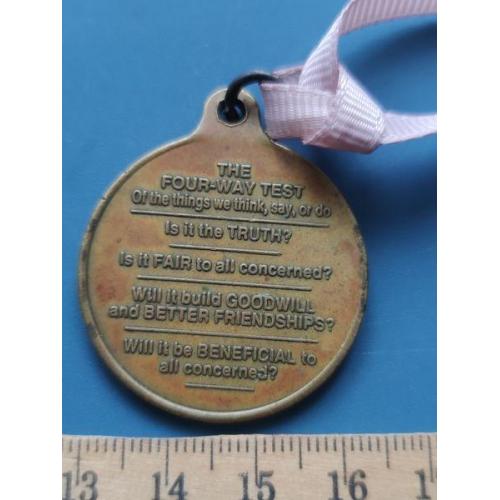 THE
FOUR-WAY TEST
Of the things we think, say, or do
Is it the TRUTH?
Is it FAIR to all concerned?
Will it build GOODWILL
and BETTER FRIENDSHIPS?
Will it be BENEFICIAL to
all concerned?
13 14 15 16 17